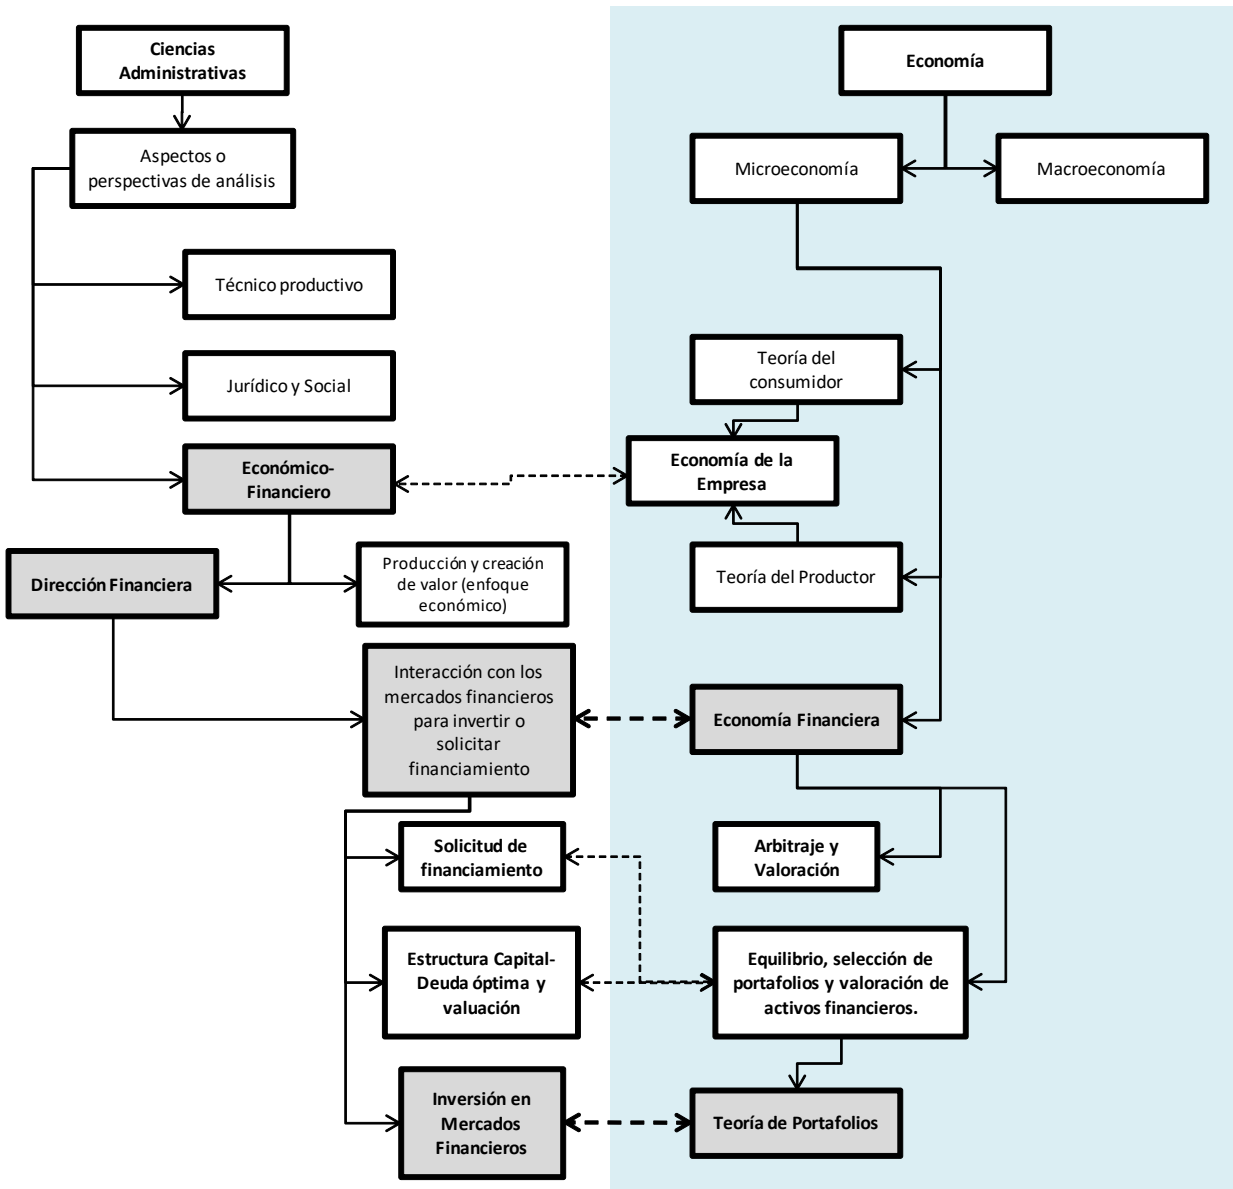 Ciencias
Administrativas
Aspectos o
perspectivas de análisis
Técnico productivo
Jurídico y Social
Económico-
Financiero
Dirección Financiera
Producción y creación
de valor (enfoque
económico)
Interacción con los
mercados financieros
para invertir o
solicitar
financiamiento
Solicitud de
financiamiento
Estructura Capital-
Deuda óptima y
valuación
Inversión en
Mercados
Financieros
Economía
Microeconomía
Macroeconomía
Teoría del
consumidor
Economía de la
Empresa
Teoría del Productor
Economía Financiera
Arbitraje y
Valoración
Equilibrio, selección de
portafolios y valoración de
activos financieros.
Teoría de Portafolios